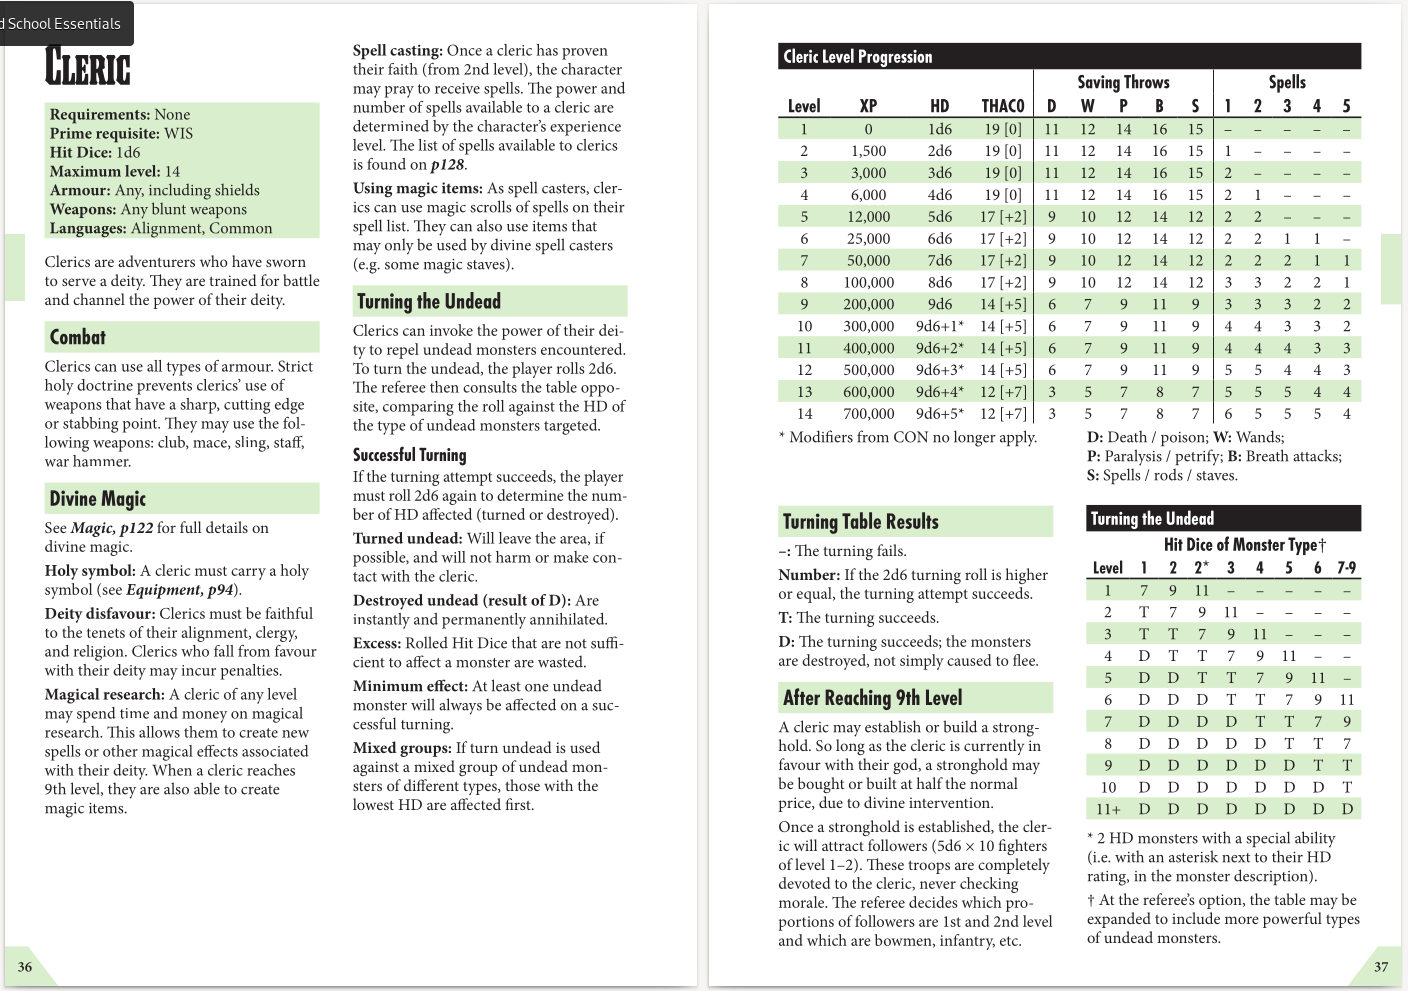 d School Essentials
CLERIC
Requirements: None
Prime requisite: WIS
Hit Dice: 1d6
Maximum level: 14
Armour: Any, including shields
Weapons: Any blunt weapons
Languages: Alignment, Common
Clerics are adventurers who have sworn
to serve a deity. They are trained for battle
and channel the power of their deity.
Combat
Clerics can use all types of armour. Strict
holy doctrine prevents clerics' use of
weapons that have a sharp, cutting edge
or stabbing point. They may use the fol-
lowing weapons: club, mace, sling, staff,
war hammer.
Divine Magic
See Magic, p122 for full details on
divine magic.
Holy symbol: A cleric must carry a holy
symbol (see Equipment, p94).
Deity disfavour: Clerics must be faithful
to the tenets of their alignment, clergy,
and religion. Clerics who fall from favour
with their deity may incur penalties.
Magical research: A cleric of any level
may spend time and money on magical
research. This allows them to create new
spells or other magical effects associated
with their deity. When a cleric reaches
9th level, they are also able to create
magic items.
Spell casting: Once a cleric has proven
their faith (from 2nd level), the character
may pray to receive spells. The power and
number of spells available to a cleric are
determined by the character's experience
level. The list of spells available to clerics
is found on p128.
Using magic items: As spell casters, cler-
ics can use magic scrolls of spells on their
spell list. They can also use items that
may only be used by divine spell casters
(e.g. some magic staves).
Turning the Undead
Clerics can invoke the power of their dei-
ty to repel undead monsters encountered.
To turn the undead, the player rolls 2d6.
The referee then consults the table oppo-
site, comparing the roll against the HD of
the type of undead monsters targeted.
Successful Turning
If the turning attempt succeeds, the player
must roll 2d6 again to determine the num-
ber of HD affected (turned or destroyed).
Turned undead: Will leave the area, if
possible, and will not harm or make con-
tact with the cleric.
Destroyed undead (result of D): Are
instantly and permanently annihilated.
Excess: Rolled Hit Dice that are not suffi-
cient to affect a monster are wasted.
Minimum effect: At least one undead
monster will always be affected on a suc-
cessful turning.
Mixed groups: If turn undead is used
against a mixed group of undead mon-
sters of different types, those with the
lowest HD are affected first.
36
Cleric Level Progression
Saving Throws Spells
Level XP HD THAC0 D W P B S 1 2 3 4 5
1 0 1d6 19 [0] 11 12 14 16 15 – – – – –
2 1,500 2d6 19 [0] 11 12 14 16 15 1 – – – –
3 3,000 3d6 19 [0] 11 12 14 16 15 2 – – – –
4 6,000 4d6 19 [0] 11 12 14 16 15 2 1 – – –
5 12,000 5d6 17 [+2] 9 10 12 14 12 2 2 – – –
6 25,000 6d6 17 [+2] 9 10 12 14 12 2 2 1 1 –
7 50,000 7d6 17 [+2] 9 10 12 14 12 2 2 2 1 1
8 100,000 8d6 17 [+2] 9 10 12 14 12 3 3 2 2 1
9 200,000 9d6 14 [+5] 6 7 9 11 9 3 3 3 2 2
10 300,000 9d6+1* 14 [+5] 6 7 9 11 9 4 4 3 3 2
11 400,000 9d6+2* 14 [+5] 6 7 9 11 9 4 4 4 3 3
12 500,000 9d6+3* 14 [+5] 6 7 9 11 9 5 5 4 4 3
13 600,000 9d6+4* 12 [+7] 3 5 7 8 7 5 5 5 4 4
14 700,000 9d6+5* 12 [+7] 3 5 7 8 7 6 5 5 5 4
* Modifiers from CON no longer apply.
D: Death / poison; W: Wands;
P: Paralysis / petrify; B: Breath attacks;
S: Spells / rods / staves.
Turning Table Results
–: The turning fails.
Number: If the 2d6 turning roll is higher
or equal, the turning attempt succeeds.
T: The turning succeeds.
D: The turning succeeds; the monsters
are destroyed, not simply caused to flee.
After Reaching 9th Level
A cleric may establish or build a strong-
hold. So long as the cleric is currently in
favour with their god, a stronghold may
be bought or built at half the normal
price, due to divine intervention.
Once a stronghold is established, the cler-
ic will attract followers (5d6 × 10 fighters
of level 1–2). These troops are completely
devoted to the cleric, never checking
morale. The referee decides which pro-
portions of followers are 1st and 2nd level
and which are bowmen, infantry, etc.
Turning the Undead
Hit Dice of Monster Type†
Level 1 2 2* 3 4 5 6 7-9
1 7 9 11 – – – – –
2 T 7 9 11 – – – –
3 T T 7 9 11 – – –
4 D T T 7 9 11 – –
5 D D T T 7 9 11 –
6 D D D T T 7 9 11
7 D D D D T T 7 9
8 D D D D D T T 7
9 D D D D D D T T
10 D D D D D D D T
11+ D D D D D D D D
* 2 HD monsters with a special ability
(i.e. with an asterisk next to their HD
rating, in the monster description).
† At the referee's option, the table may be
expanded to include more powerful types
of undead monsters.
37